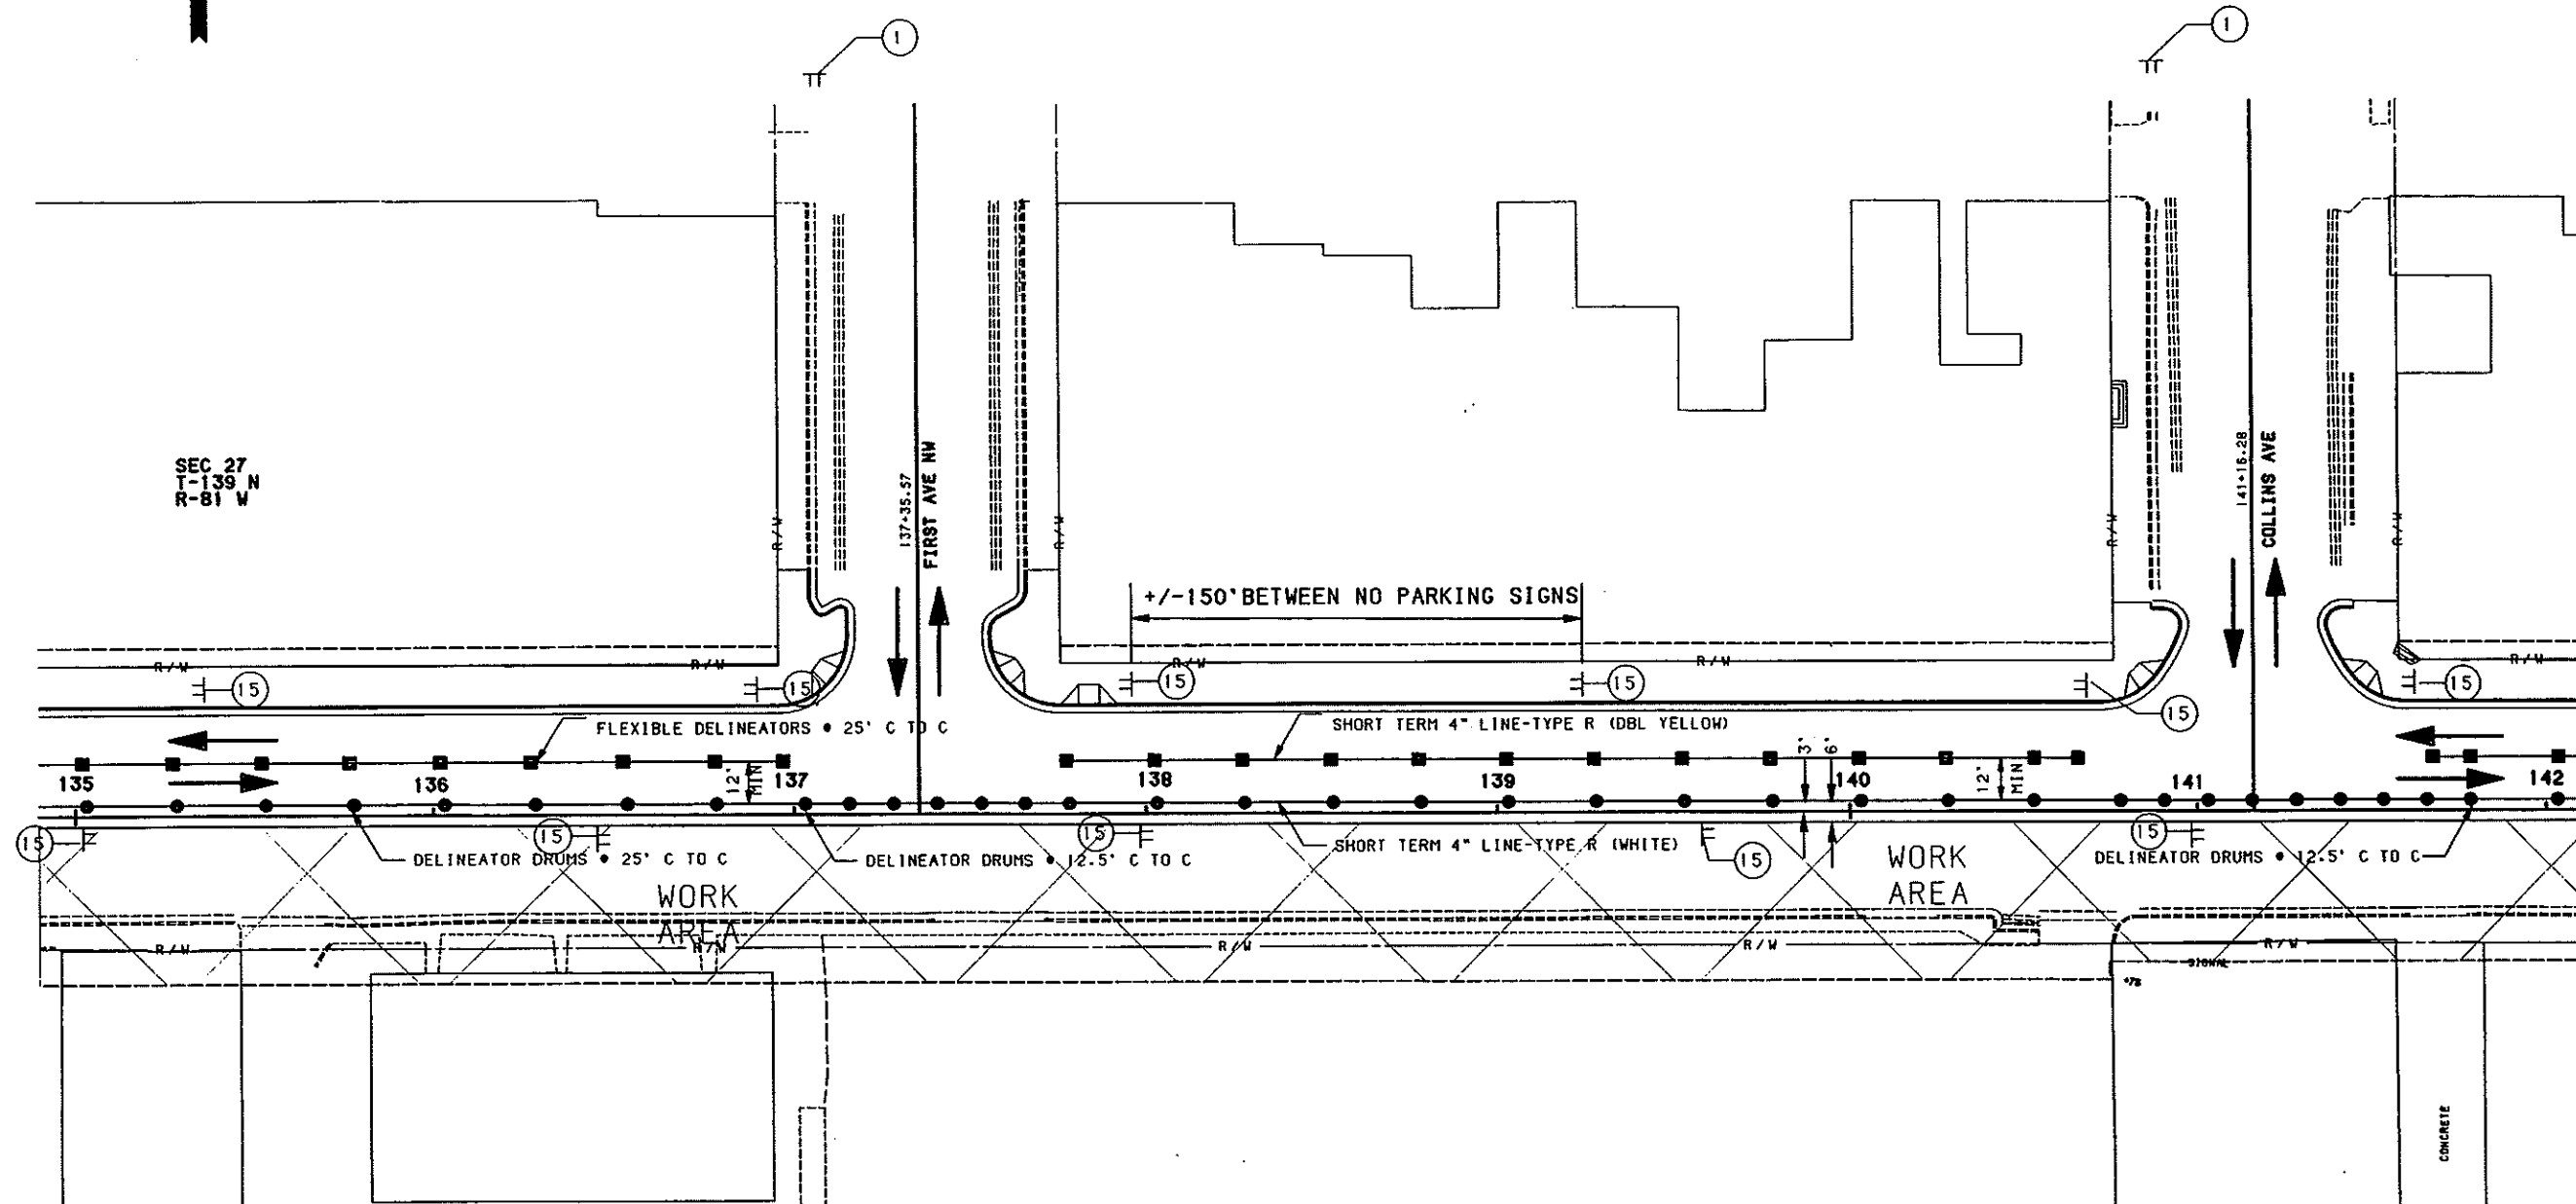 1
1
SEC 27
T-139 N
R-81 W
137+35.57
FIRST AVE NW
141+16.28
COLLINS AVE
R/W
R/W
R/W
R/W
+/-150'BETWEEN NO PARKING SIGNS
R/W
R/W
R/W
R/W
R/W
15
15
15
15
15
15
FLEXIBLE DELINEATORS @ 25' C TO C
SHORT TERM 4" LINE-TYPE R (DBL YELLOW)
3'
6'
12'
MIN
12'
MIN
135
136
137
138
139
140
141
142
15
15
15
15
15
DELINEATOR DRUMS @ 25' C TO C
DELINEATOR DRUMS @ 12.5' C TO C
SHORT TERM 4" LINE-TYPE R (WHITE)
DELINEATOR DRUMS @ 12.5' C TO C
WORK
AREA
WORK
AREA
R/W
R/W
R/W
R/W
R/W
SIGNAL
+78
CONCRETE